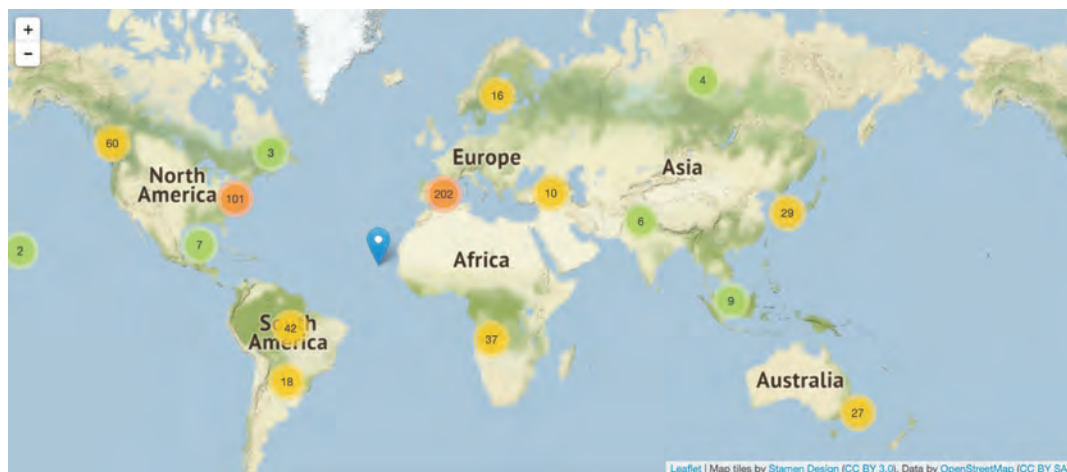 +
−
4
16
60
3
Europe
Asia
North
America
101
202
10
29
6
2
7
Africa
9
South
42
America
37
18
Australia
27
Leaflet | Map tiles by Stamen Design (CC BY 3.0), Data by OpenStreetMap (CC BY SA